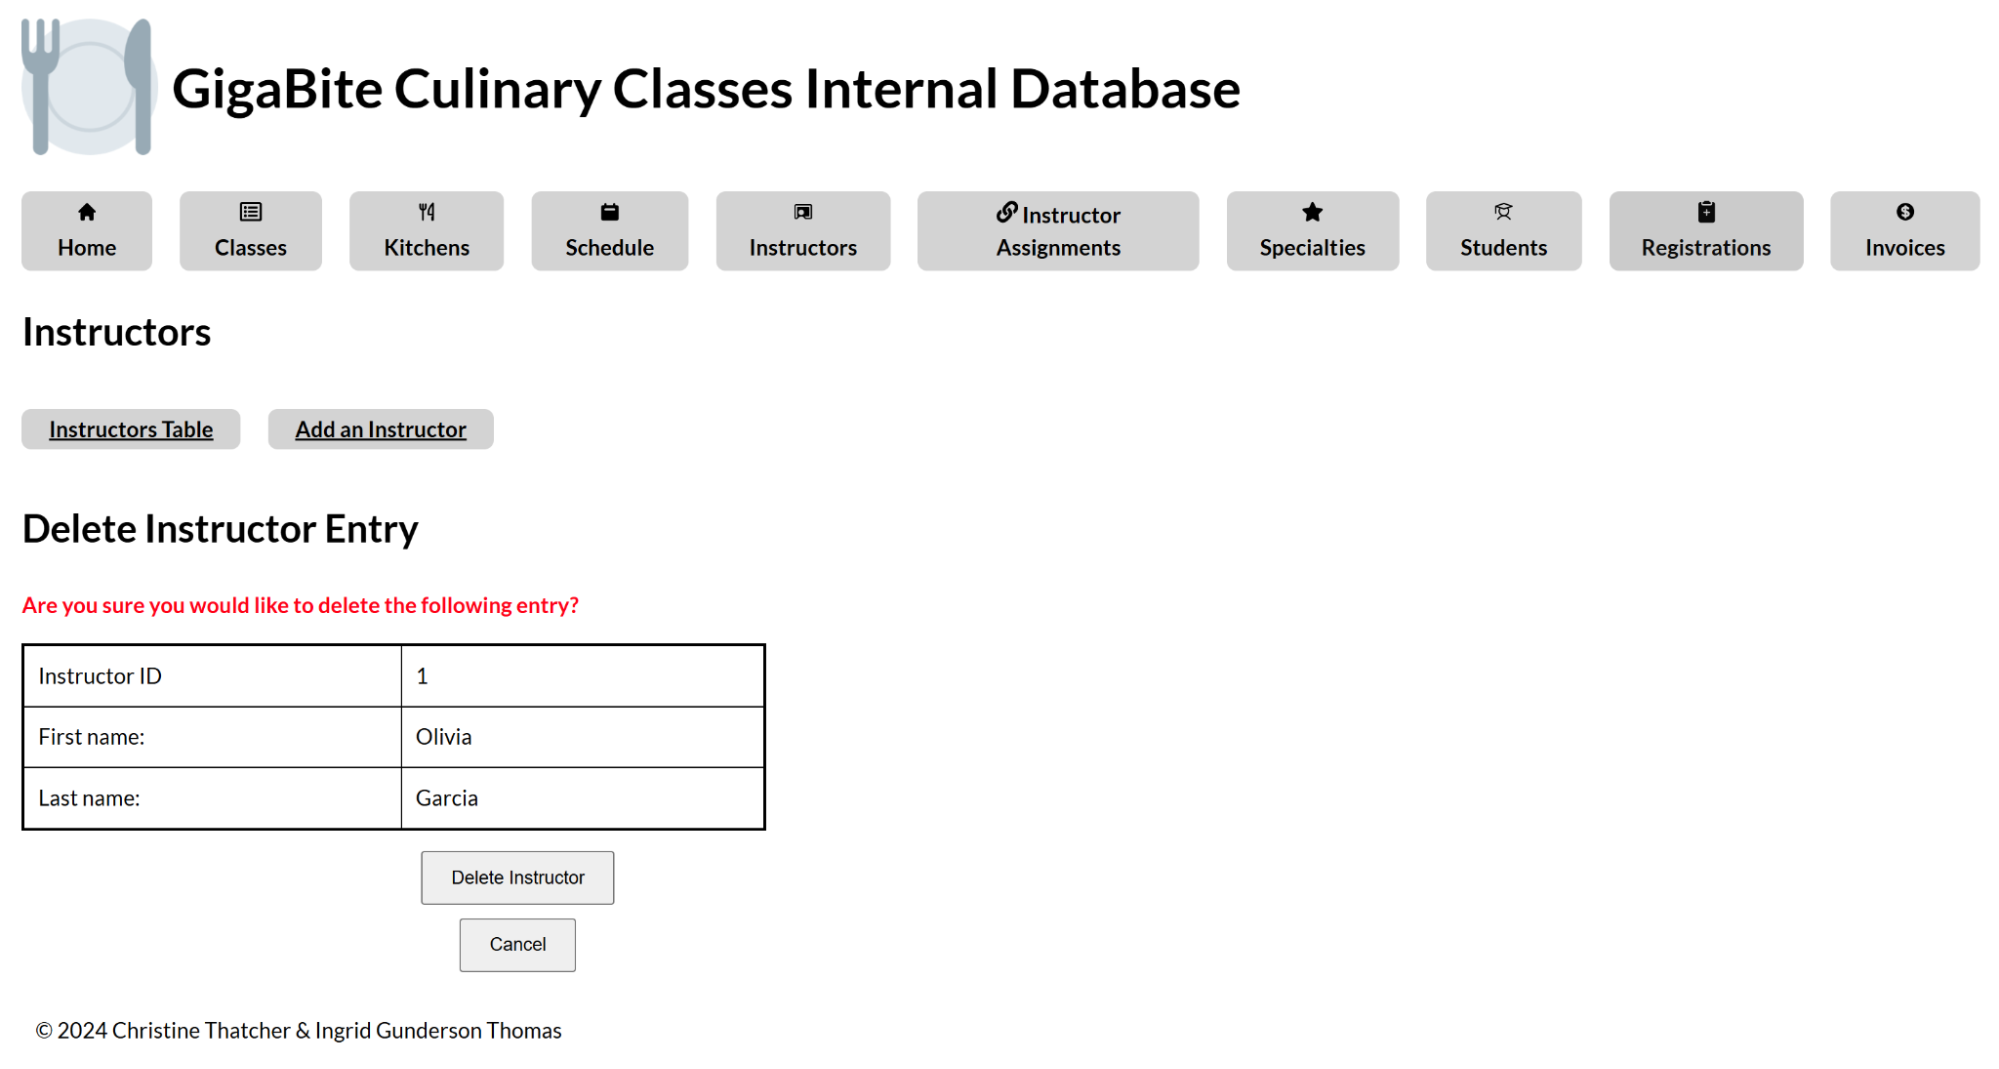 GigaBite Culinary Classes Internal Database
Home
Classes
Kitchens
Schedule
Instructors
Instructor
Assignments
Specialties
Students
Registrations
Invoices
Instructors
Instructors Table
Add an Instructor
Delete Instructor Entry
Are you sure you would like to delete the following entry?
Instructor ID 1
First name: Olivia
Last name: Garcia
Delete Instructor
Cancel
© 2024 Christine Thatcher & Ingrid Gunderson Thomas